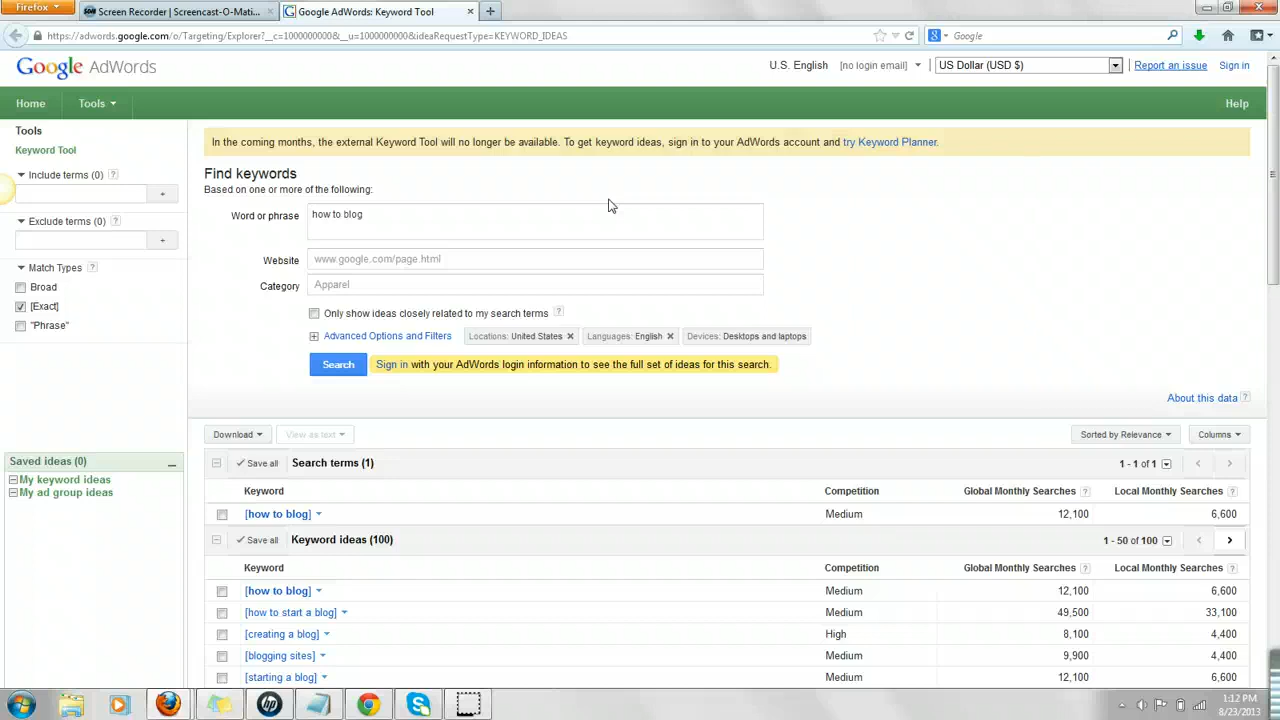 Firefox
Screen Recorder | Screencast-O-Mati...
Google AdWords: Keyword Tool
https://adwords.google.com/o/Targeting/Explorer?__c=1000000000&__u=1000000000&ideaRequestType=KEYWORD_IDEAS
Google
Google AdWords
U.S. English [no login email] US Dollar (USD $) Report an issue Sign in
Home Tools Help
Tools
Keyword Tool
Include terms (0) ?
+
Exclude terms (0) ?
+
Match Types ?
Broad
[Exact]
"Phrase"
Saved ideas (0)
My keyword ideas
My ad group ideas
In the coming months, the external Keyword Tool will no longer be available. To get keyword ideas, sign in to your AdWords account and try Keyword Planner.
Find keywords
Based on one or more of the following:
Word or phrase how to blog
Website www.google.com/page.html
Category Apparel
Only show ideas closely related to my search terms ?
Advanced Options and Filters Locations: United States Languages: English Devices: Desktops and laptops
Search Sign in with your AdWords login information to see the full set of ideas for this search.
About this data ?
Download View as text Sorted by Relevance Columns
Save all Search terms (1) 1 - 1 of 1
Keyword Competition Global Monthly Searches ? Local Monthly Searches ?
[how to blog] Medium 12,100 6,600
Save all Keyword ideas (100) 1 - 50 of 100
Keyword Competition Global Monthly Searches ? Local Monthly Searches ?
[how to blog] Medium 12,100 6,600
[how to start a blog] Medium 49,500 33,100
[creating a blog] High 8,100 4,400
[blogging sites] Medium 9,900 4,400
[starting a blog] Medium 12,100 6,600
1:12 PM
8/23/2013